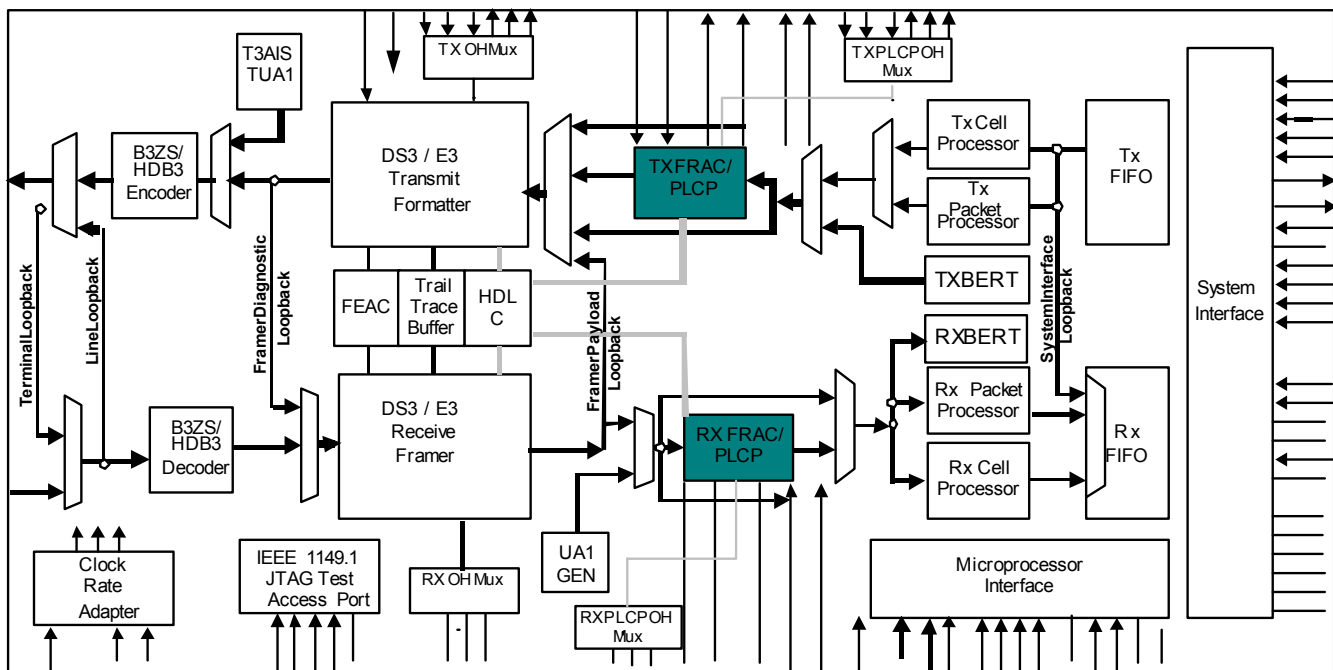 T3AIS
TUA1
TX OHMux
TXPLCPOH
Mux
B3ZS/
HDB3
Encoder
DS3 / E3
Transmit
Formatter
TXFRAC/
PLCP
Tx Cell
Processor
Tx
Packet
Processor
Tx
FIFO
TXBERT
FEAC
Trail
Trace
Buffer
HDL
C
TerminalLoopback
LineLoopback
FramerDiagnostic
Loopback
FramerPayload
Loopback
SystemInterface
Loopback
System
Interface
RXBERT
B3ZS/
HDB3
Decoder
DS3 / E3
Receive
Framer
RX FRAC/
PLCP
Rx Packet
Processor
Rx Cell
Processor
Rx
FIFO
Clock
Rate
Adapter
IEEE 1149.1
JTAG Test
Access Port
RX OH Mux
UA1
GEN
RXPLCPOH
Mux
Microprocessor
Interface